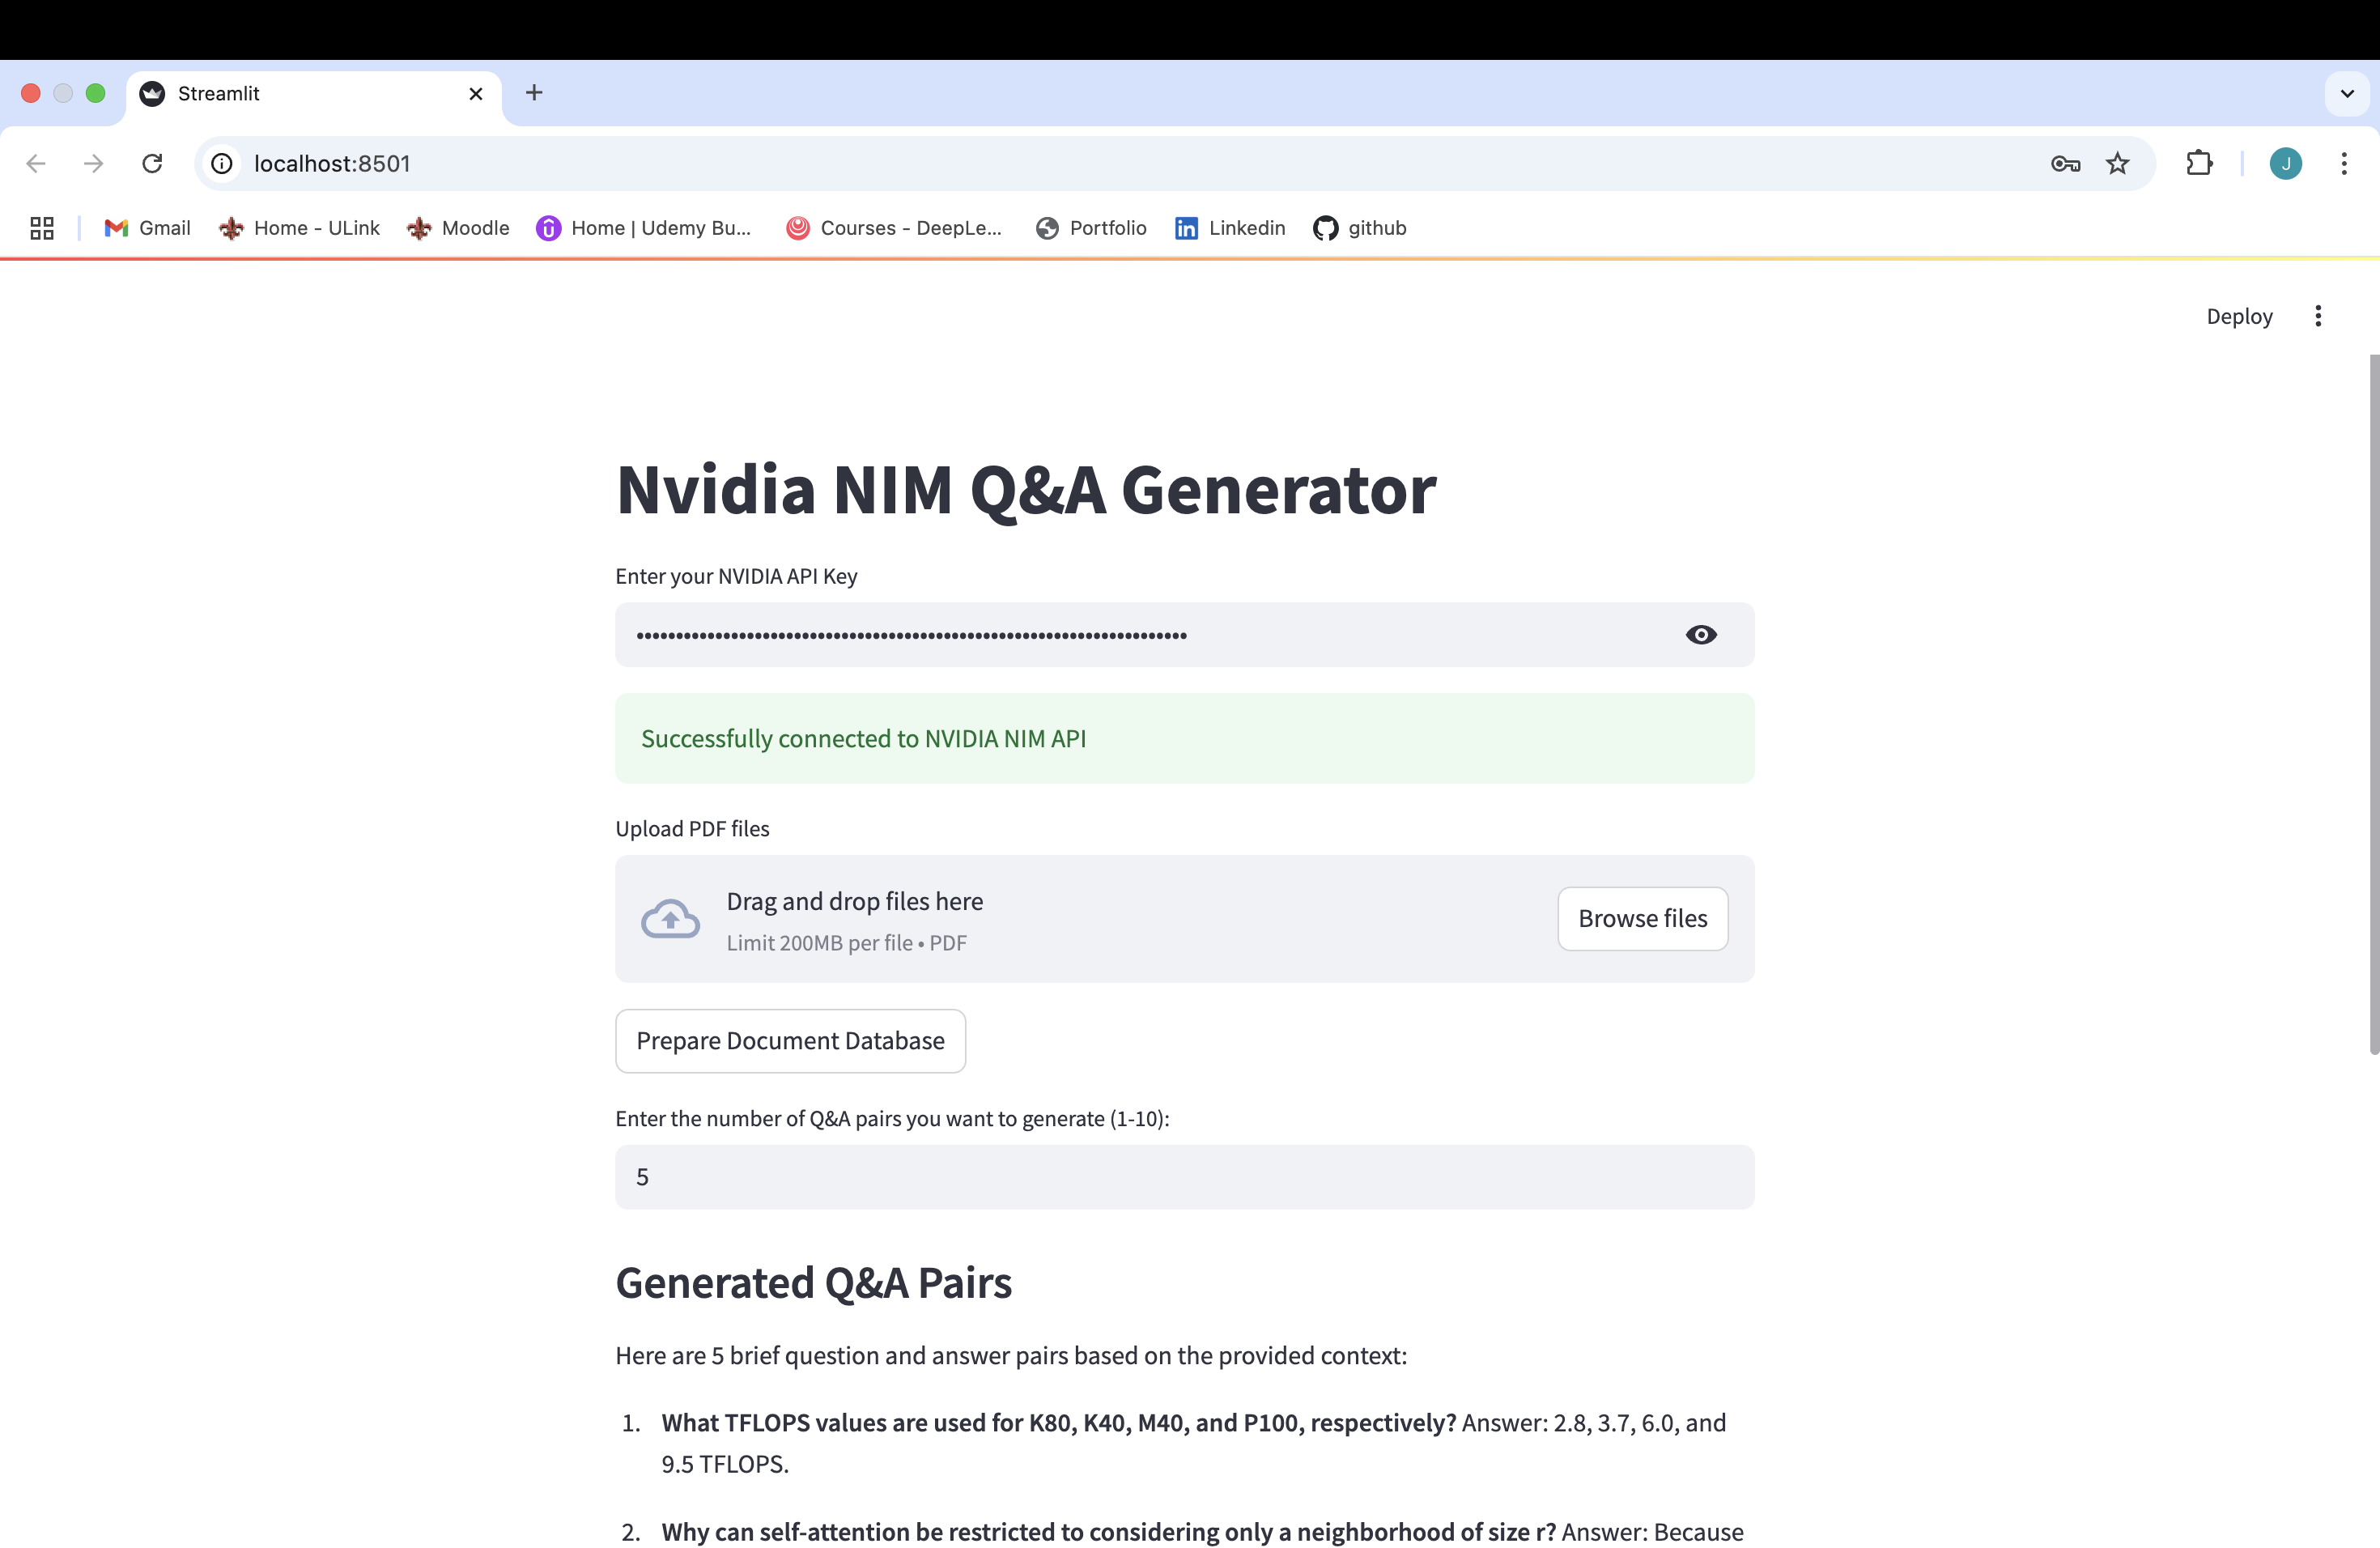 Streamlit
localhost:8501
J
Gmail Home - ULink Moodle Home | Udemy Bu... Courses - DeepLe... Portfolio Linkedin github
Deploy
Nvidia NIM Q&A Generator
Enter your NVIDIA API Key
Successfully connected to NVIDIA NIM API
Upload PDF files
Drag and drop files here
Limit 200MB per file • PDF
Browse files
Prepare Document Database
Enter the number of Q&A pairs you want to generate (1-10):
5
Generated Q&A Pairs
Here are 5 brief question and answer pairs based on the provided context:
1. What TFLOPS values are used for K80, K40, M40, and P100, respectively? Answer: 2.8, 3.7, 6.0, and
9.5 TFLOPS.
2. Why can self-attention be restricted to considering only a neighborhood of size r? Answer: Because